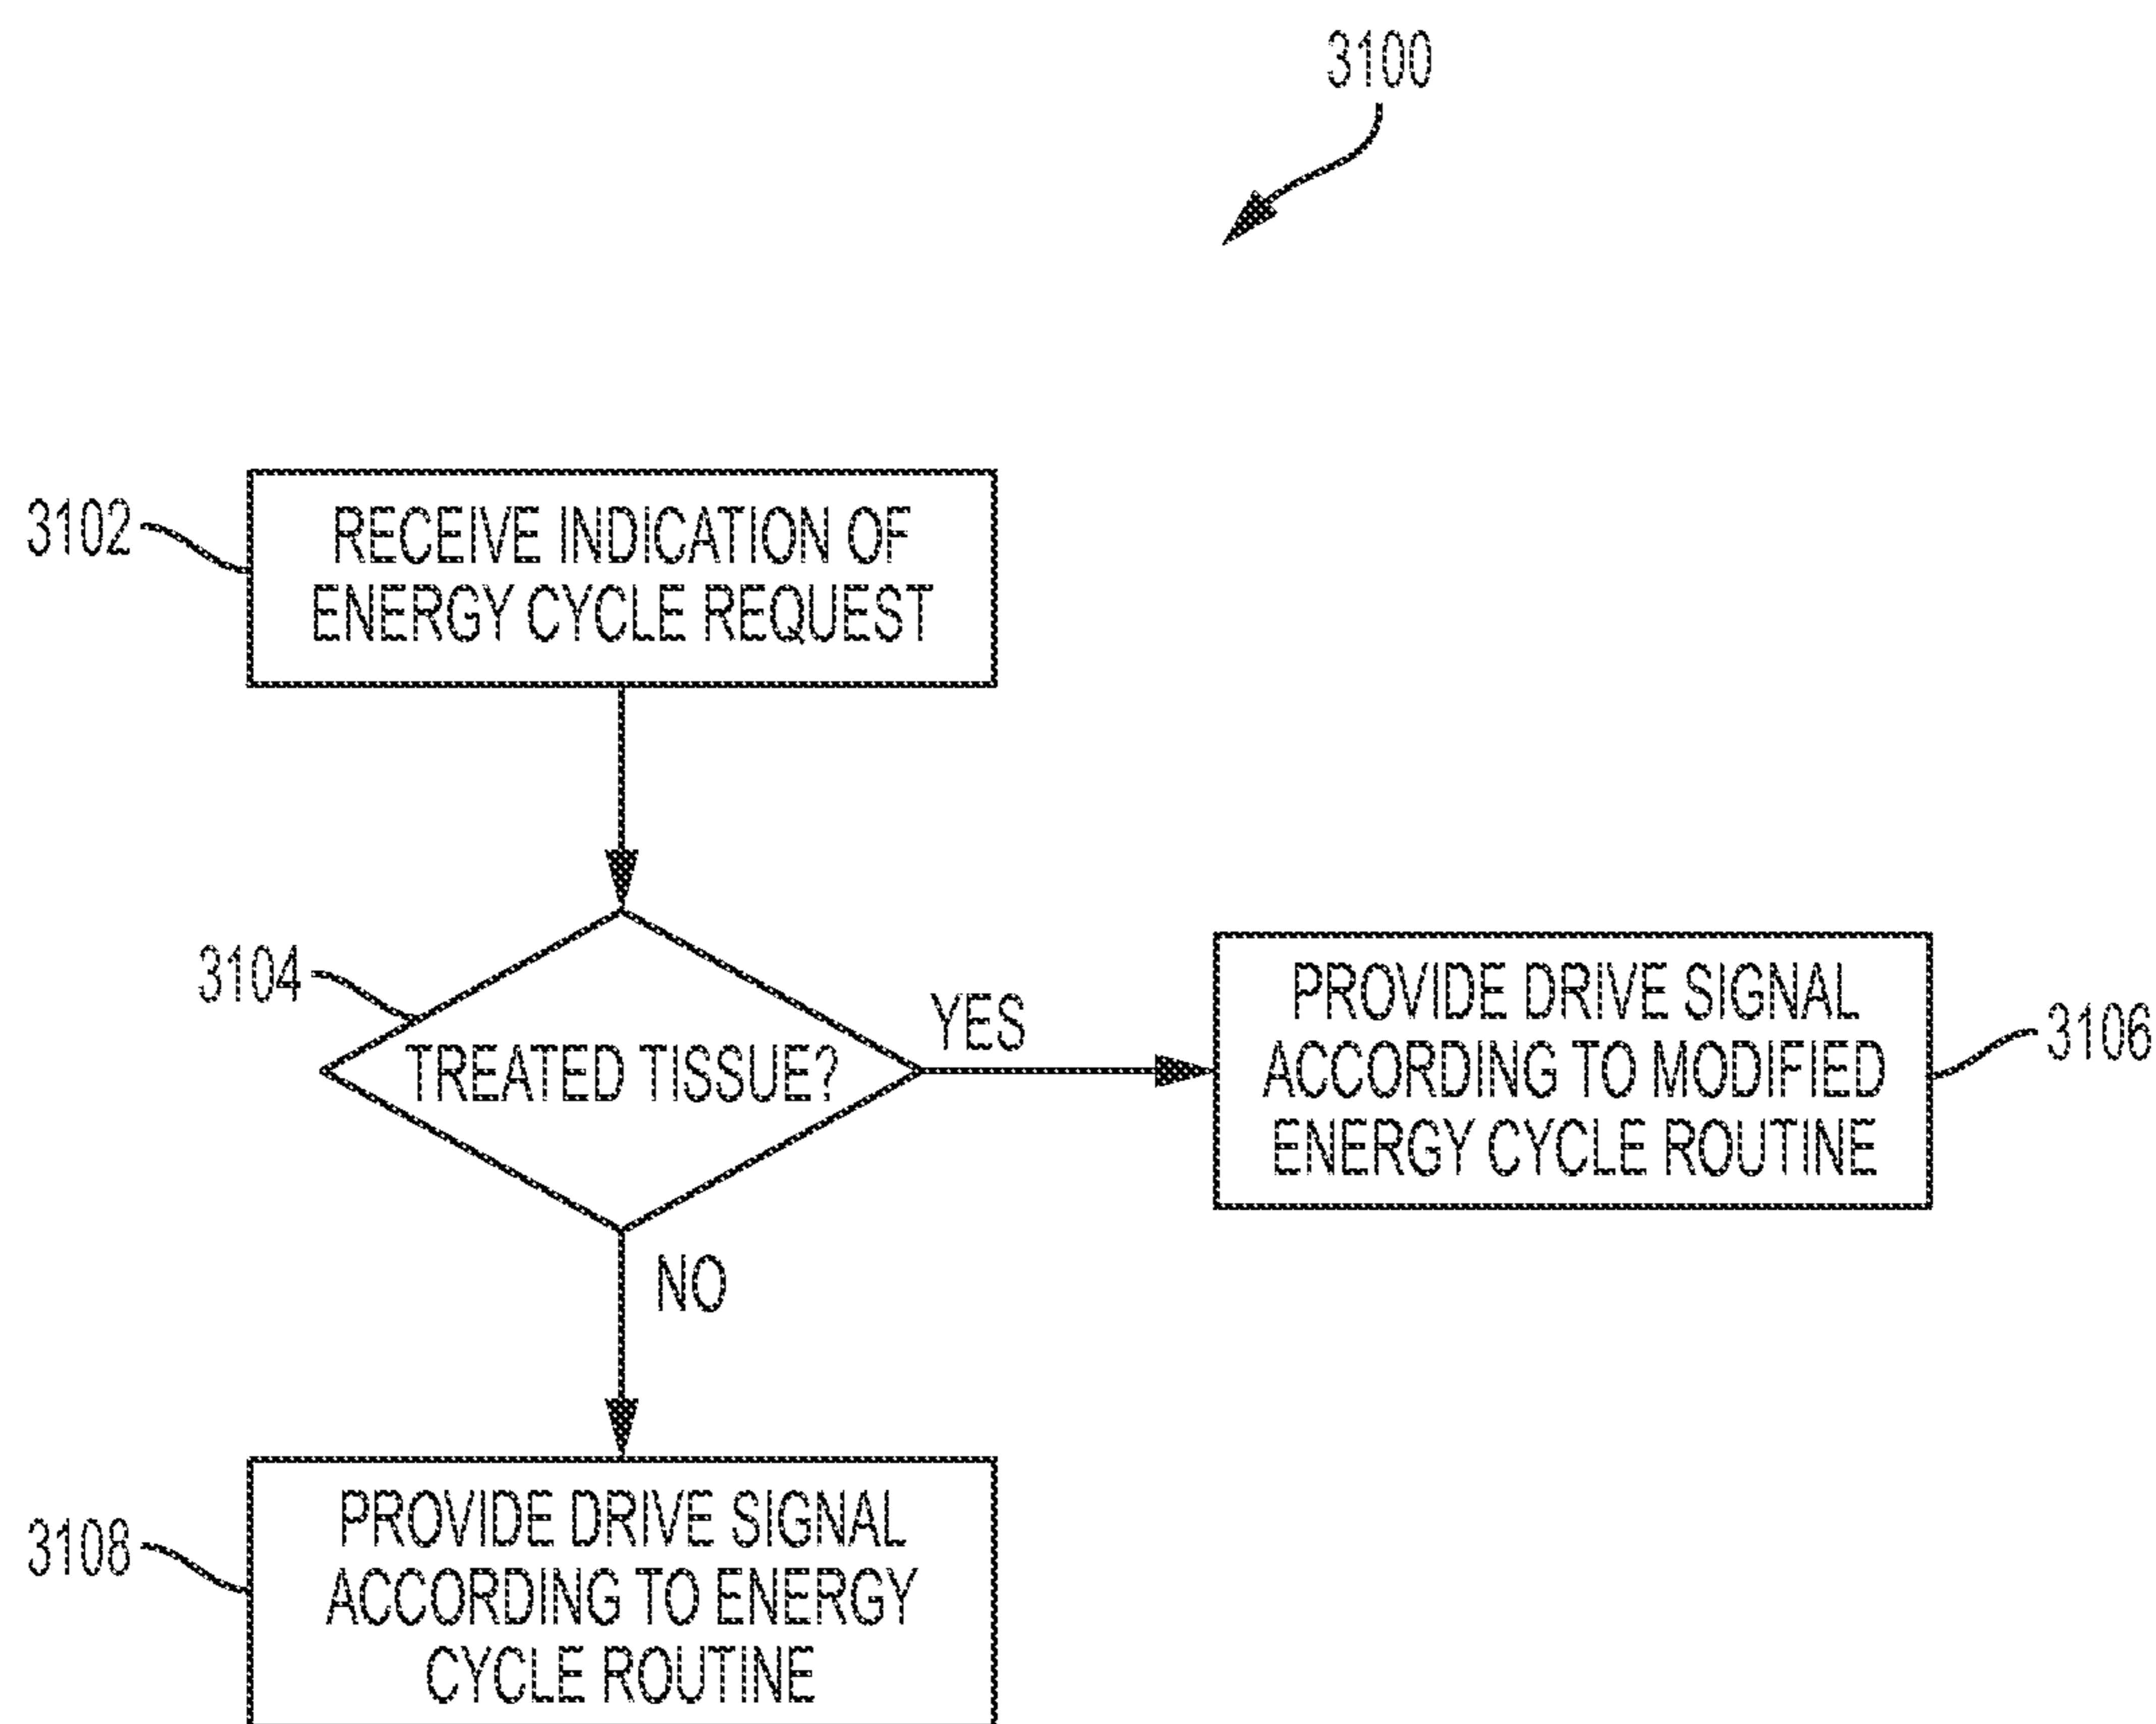 3100
3102
RECEIVE INDICATION OF
ENERGY CYCLE REQUEST
3104
TREATED TISSUE?
YES
PROVIDE DRIVE SIGNAL
ACCORDING TO MODIFIED
ENERGY CYCLE ROUTINE
3106
NO
3108
PROVIDE DRIVE SIGNAL
ACCORDING TO ENERGY
CYCLE ROUTINE